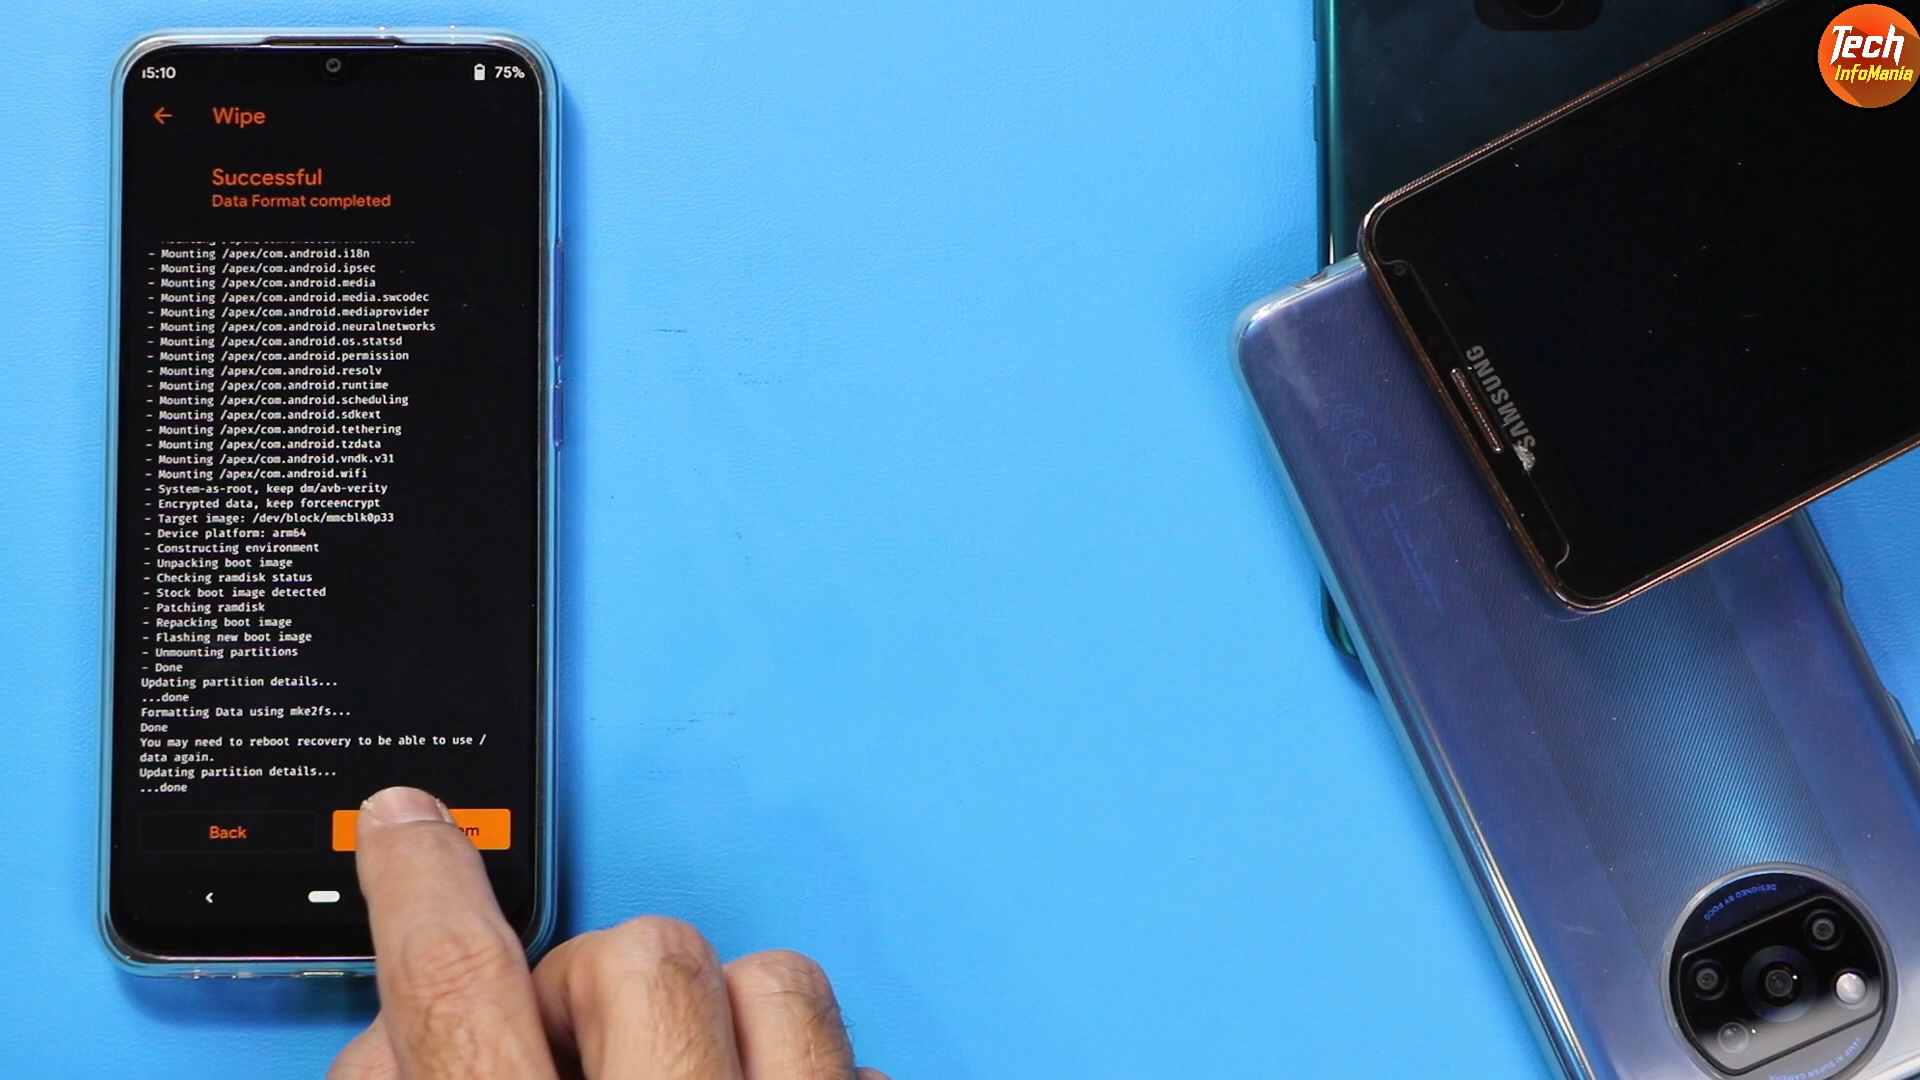 15:10
75%
Wipe
Successful
Data Format completed
- Mounting /apex/com.android.i18n
- Mounting /apex/com.android.ipsec
- Mounting /apex/com.android.media
- Mounting /apex/com.android.media.swcodec
- Mounting /apex/com.android.mediaprovider
- Mounting /apex/com.android.neuralnetworks
- Mounting /apex/com.android.os.statsd
- Mounting /apex/com.android.permission
- Mounting /apex/com.android.resolv
- Mounting /apex/com.android.runtime
- Mounting /apex/com.android.scheduling
- Mounting /apex/com.android.sdkext
- Mounting /apex/com.android.tethering
- Mounting /apex/com.android.tzdata
- Mounting /apex/com.android.vndk.v31
- Mounting /apex/com.android.wifi
- System-as-root, keep dm/avb-verity
- Encrypted data, keep forceencrypt
- Target image: /dev/block/mmcblk0p33
- Device platform: arm64
- Constructing environment
- Unpacking boot image
- Checking ramdisk status
- Stock boot image detected
- Patching ramdisk
- Repacking boot image
- Flashing new boot image
- Unmounting partitions
- Done
Updating partition details...
...done
Formatting Data using mke2fs...
Done
You may need to reboot recovery to be able to use /
data again.
Updating partition details...
...done
Back
Tech
InfoMania
SAMSUNG
DESIGNED BY POCO